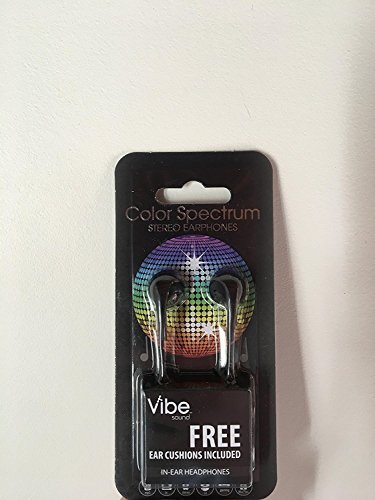 Color Spectrum
STEREO EARPHONES
Vibe
sound
FREE
EAR CUSHIONS INCLUDED
IN-EAR HEADPHONES